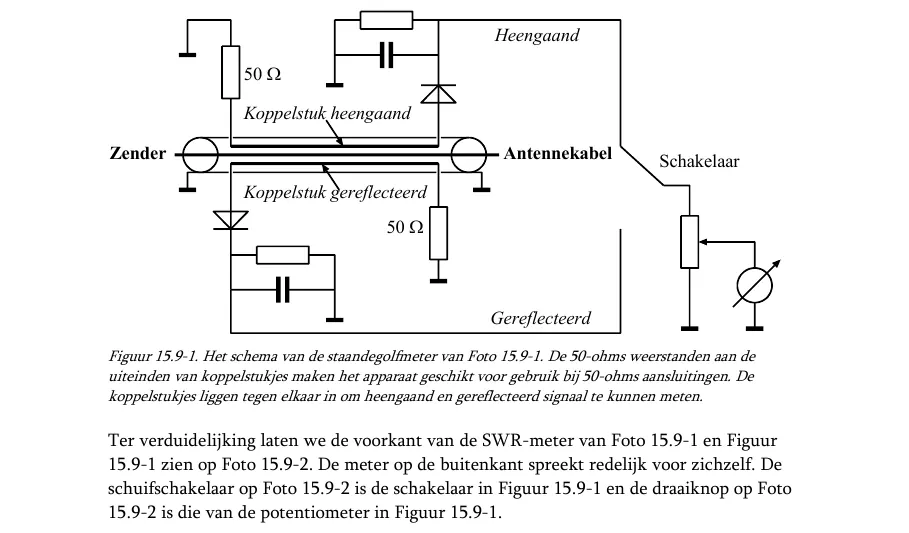 Heengaand
50 Ω
Koppelstuk heengaand
Zender
Antennekabel
Schakelaar
Koppelstuk gereflecteerd
50 Ω
Gereflecteerd
Figuur 15.9-1. Het schema van de staandegolfmeter van Foto 15.9-1. De 50-ohms weerstanden aan de
uiteinden van koppelstukjes maken het apparaat geschikt voor gebruik bij 50-ohms aansluitingen. De
koppelstukjes liggen tegen elkaar in om heengaand en gereflecteerd signaal te kunnen meten.
Ter verduidelijking laten we de voorkant van de SWR-meter van Foto 15.9-1 en Figuur
15.9-1 zien op Foto 15.9-2. De meter op de buitenkant spreekt redelijk voor zichzelf. De
schuifschakelaar op Foto 15.9-2 is de schakelaar in Figuur 15.9-1 en de draaiknop op Foto
15.9-2 is die van de potentiometer in Figuur 15.9-1.